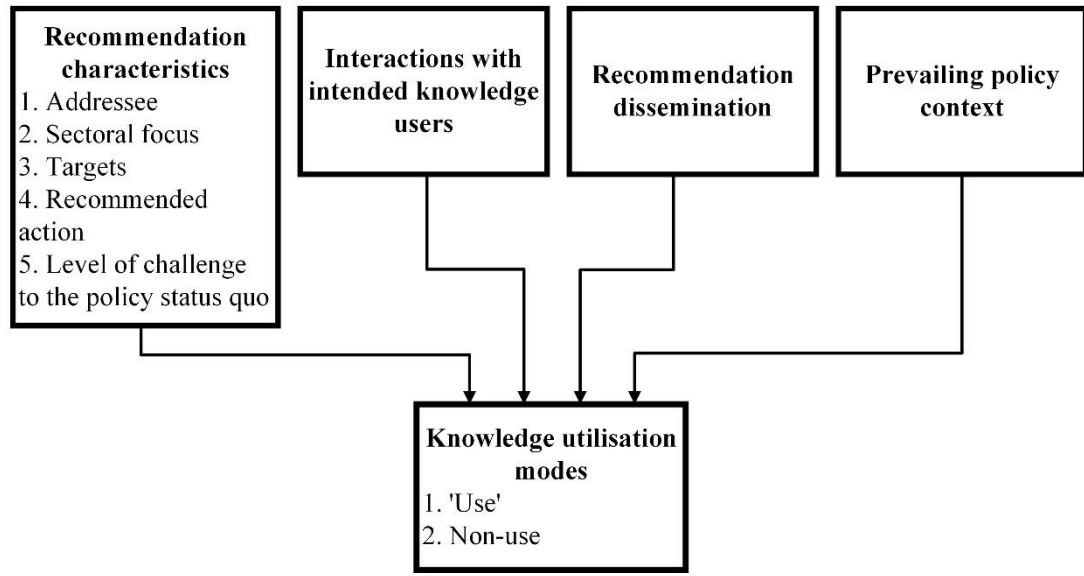 Recommendation
characteristics
1. Addressee
2. Sectoral focus
3. Targets
4. Recommended
action
5. Level of challenge
to the policy status quo
Interactions with
intended knowledge
users
Recommendation
dissemination
Prevailing policy
context
Knowledge utilisation
modes
1. 'Use'
2. Non-use